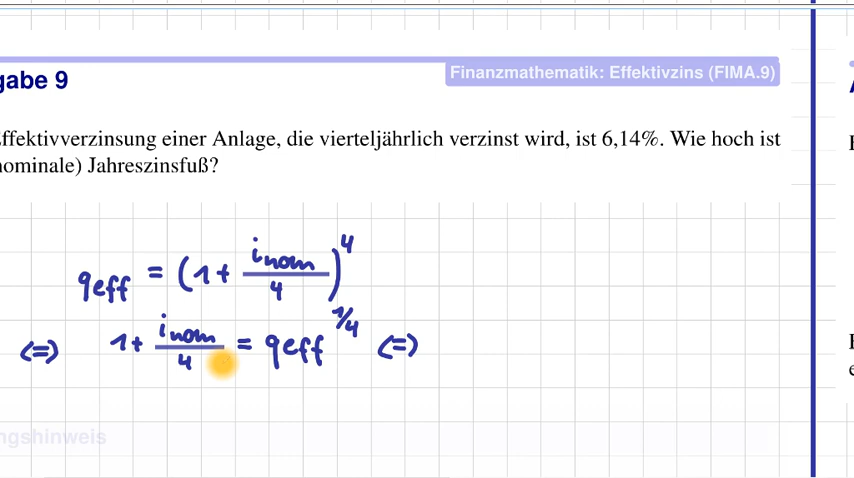 gabe 9
Finanzmathematik: Effektivzins (FIMA.9)
ffektivverzinsung einer Anlage, die vierteljährlich verzinst wird, ist 6,14%. Wie hoch ist
nominale) Jahreszinsfuß?
qeff = (1 + inom/4)^4
<=> 1 + inom/4 = qeff^1/4 <=>
ngshinweis